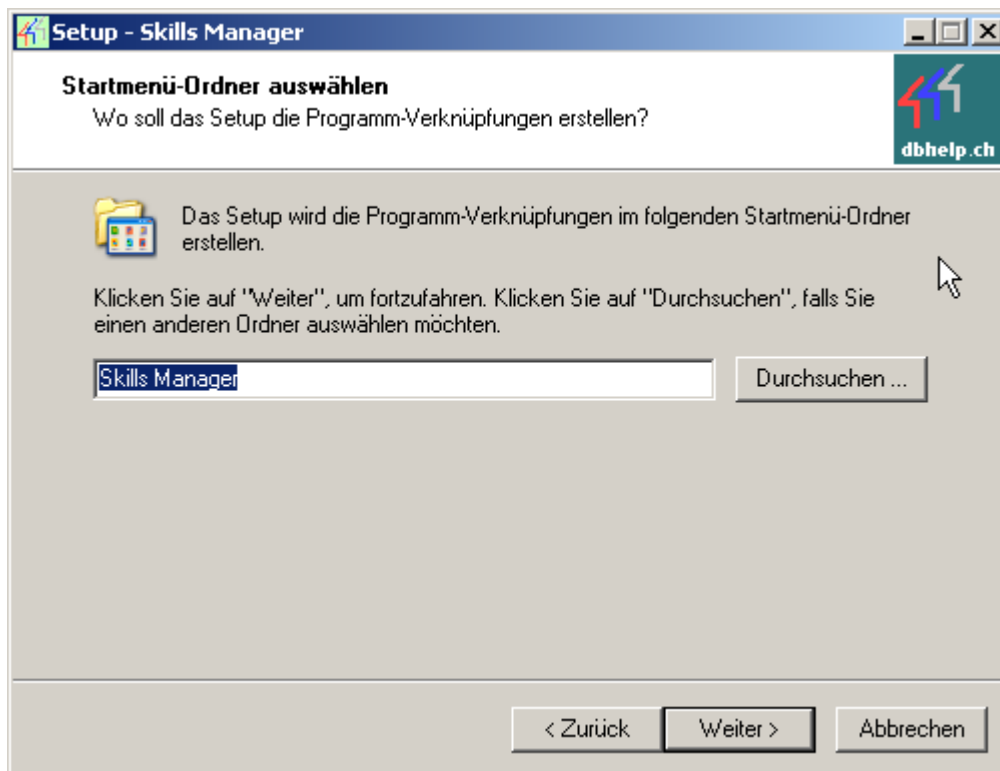 Setup - Skills Manager
Startmenü-Ordner auswählen
Wo soll das Setup die Programm-Verknüpfungen erstellen?
dbhelp.ch
Das Setup wird die Programm-Verknüpfungen im folgenden Startmenü-Ordner
erstellen.
Klicken Sie auf "Weiter", um fortzufahren. Klicken Sie auf "Durchsuchen", falls Sie
einen anderen Ordner auswählen möchten.
Skills Manager
Durchsuchen ...
< Zurück
Weiter >
Abbrechen